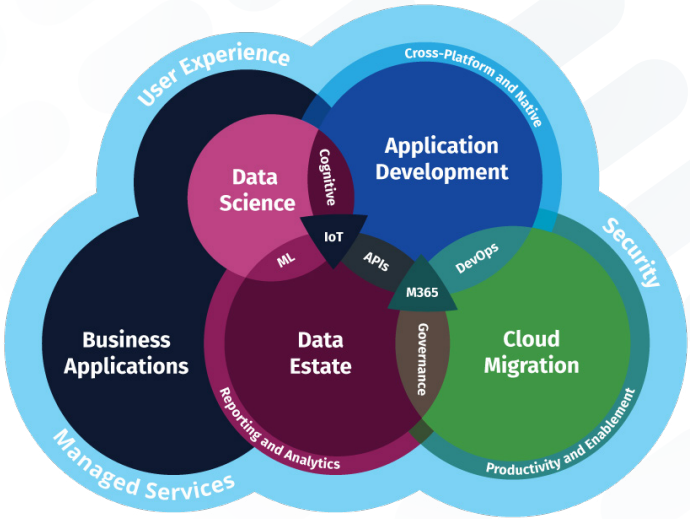 User Experience
Cross-Platform and Native
Application
Development
Data
Science
Cognitive
IoT
ML
APIs
DevOps
M365
Security
Business
Applications
Data
Estate
Governance
Cloud
Migration
Reporting and Analytics
Productivity and Enablement
Managed Services